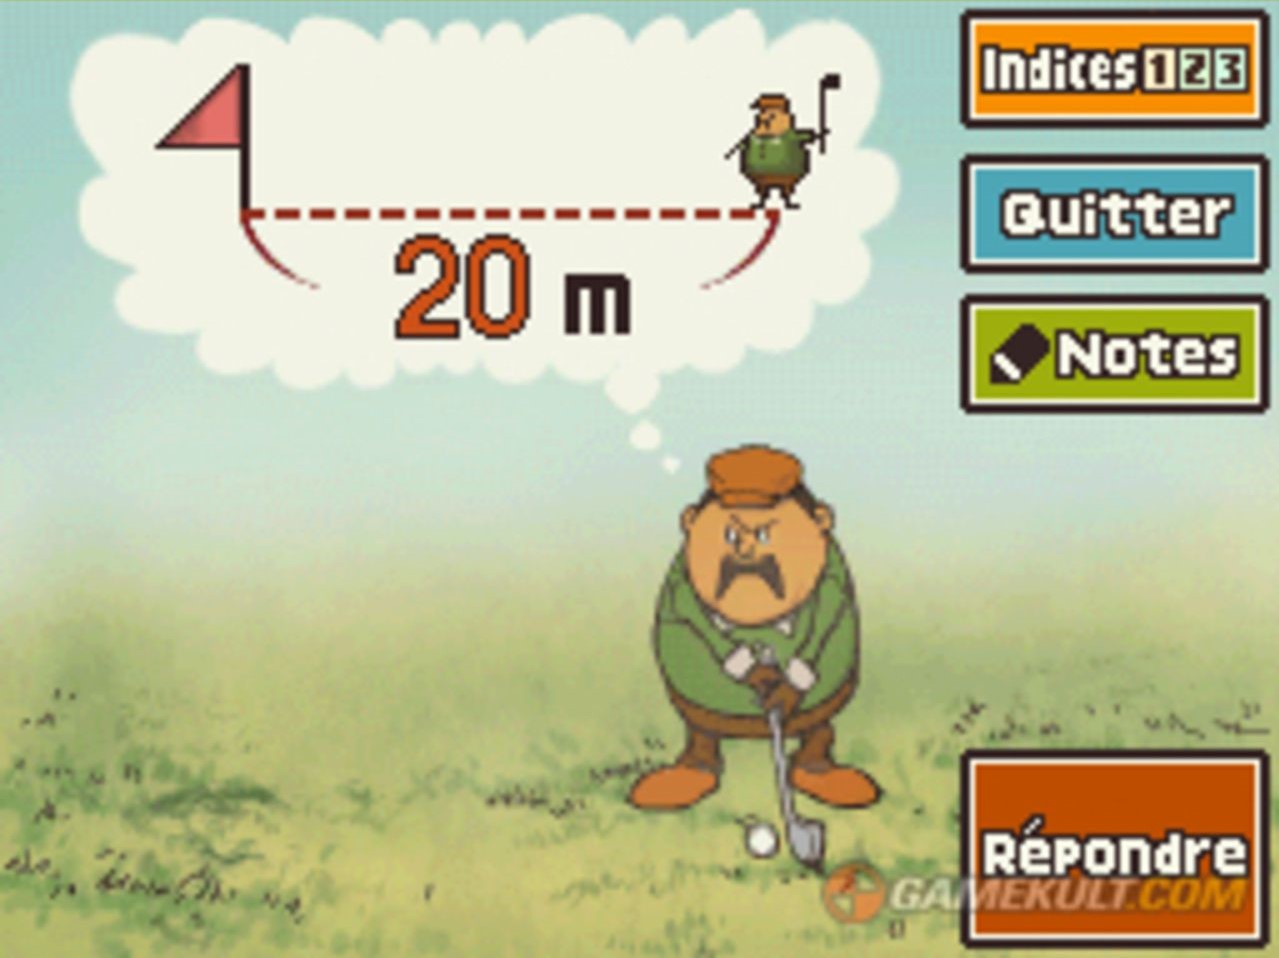 Indices 1 2 3
Quitter
20 m
Notes
Répondre
GAMEKULT.COM